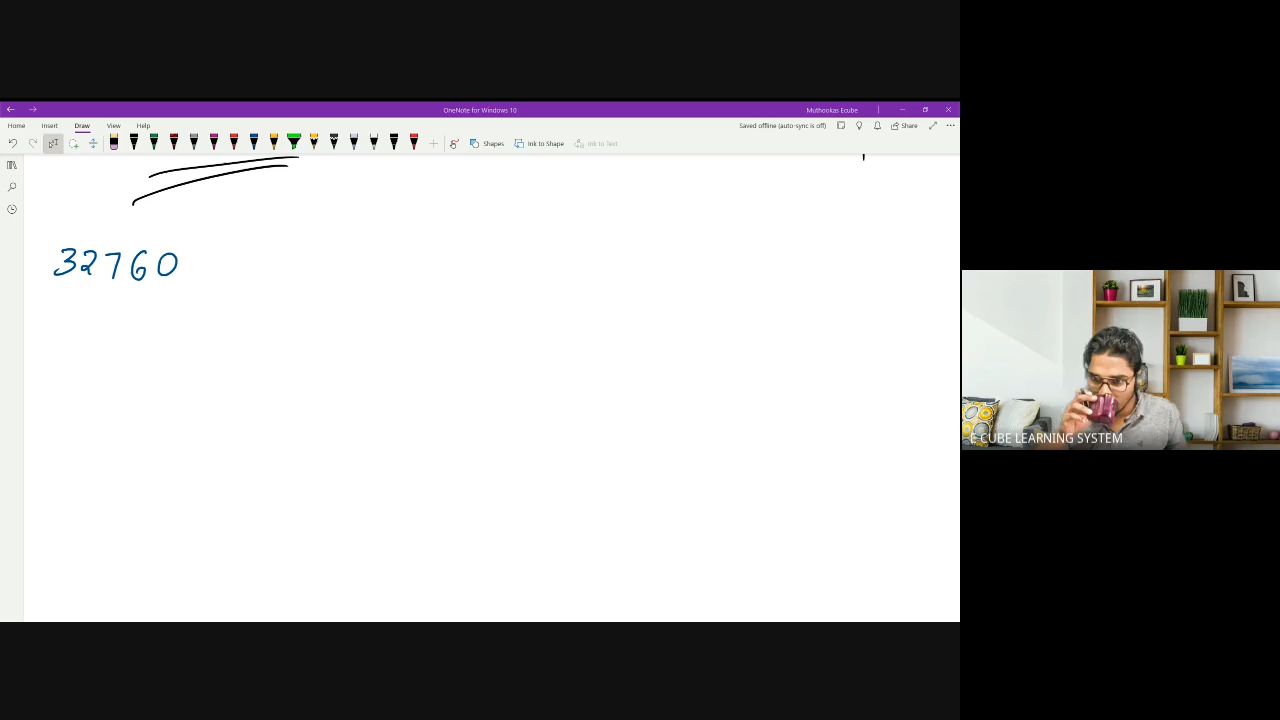 OneNote for Windows 10
Muthookas Ecube
Home Insert Draw View Help
Saved offline (auto-sync is off)
Share
Shapes
Ink to Shape
Ink to Text
32760
E CUBE LEARNING SYSTEM